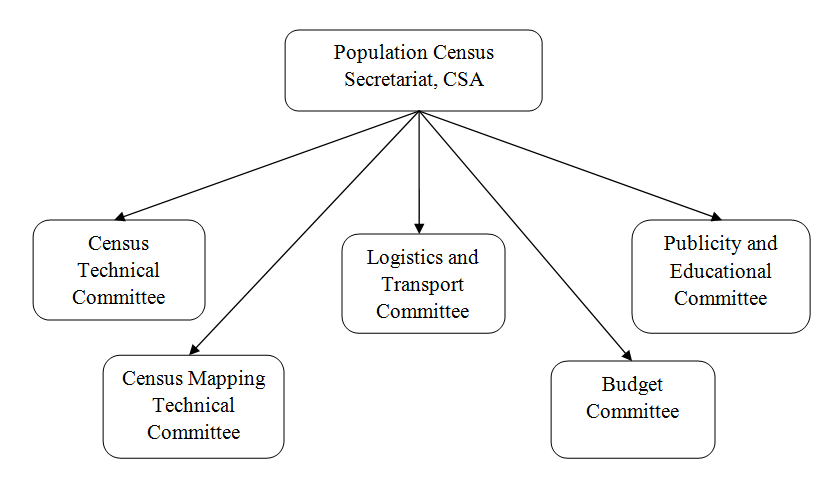 Population Census
Secretariat, CSA
Census
Technical
Committee
Logistics and
Transport
Committee
Publicity and
Educational
Committee
Census Mapping
Technical
Committee
Budget
Committee